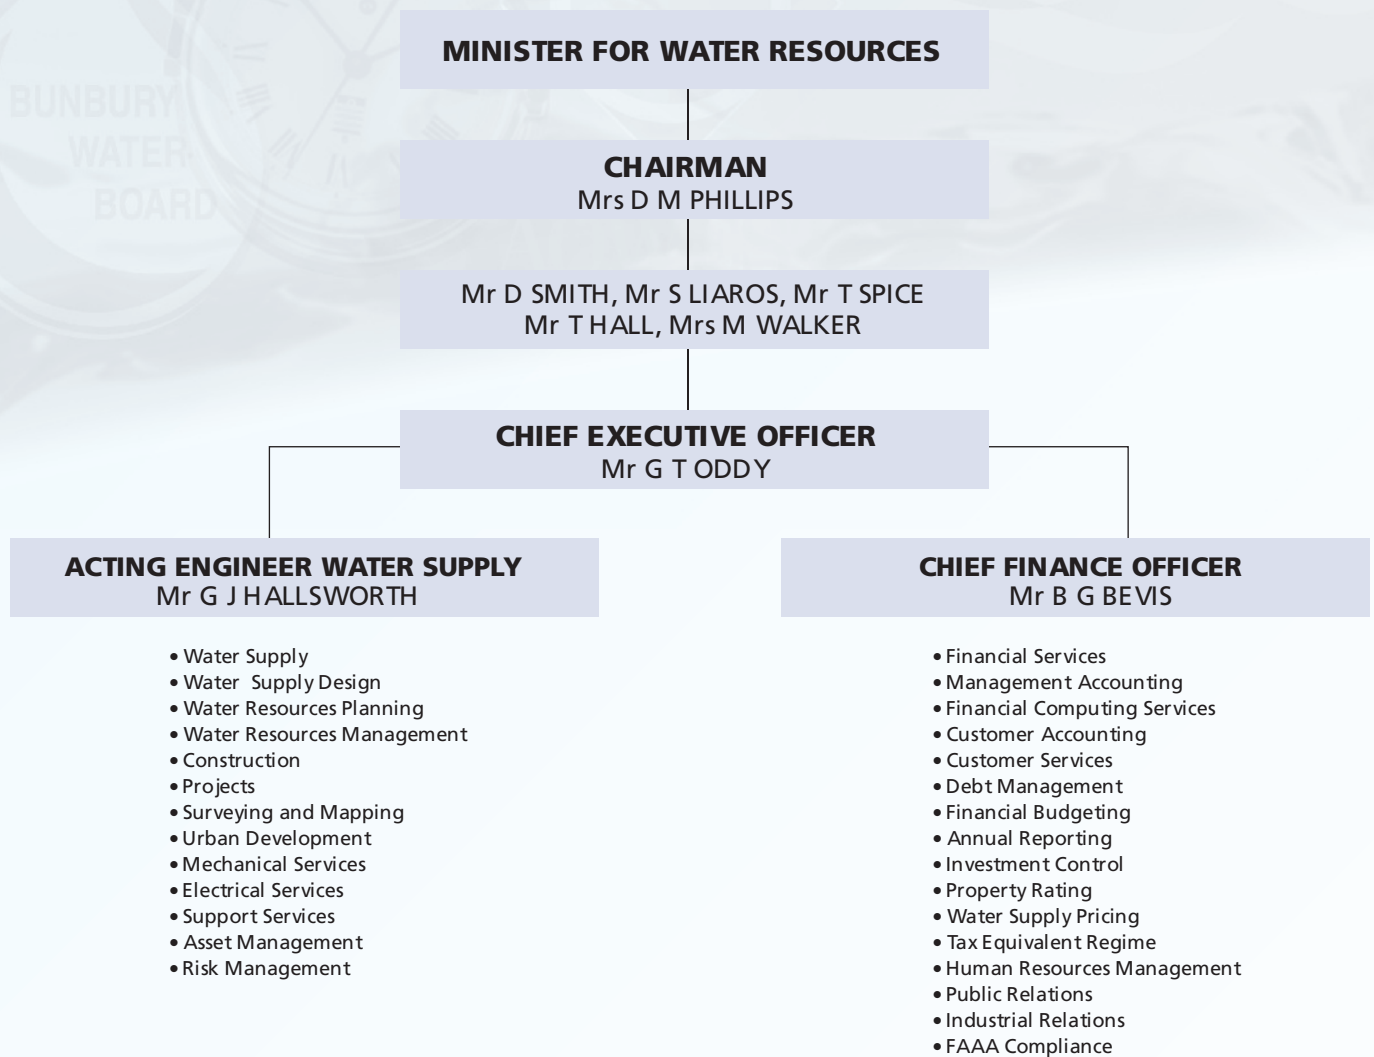 BUNBURY
WATER
BOARD
MINISTER FOR WATER RESOURCES
CHAIRMAN
Mrs D M PHILLIPS
Mr D SMITH, Mr S LIAROS, Mr T SPICE
Mr T HALL, Mrs M WALKER
CHIEF EXECUTIVE OFFICER
Mr G T ODDY
ACTING ENGINEER WATER SUPPLY
Mr G J HALLSWORTH
• Water Supply
• Water Supply Design
• Water Resources Planning
• Water Resources Management
• Construction
• Projects
• Surveying and Mapping
• Urban Development
• Mechanical Services
• Electrical Services
• Support Services
• Asset Management
• Risk Management
CHIEF FINANCE OFFICER
Mr B G BEVIS
• Financial Services
• Management Accounting
• Financial Computing Services
• Customer Accounting
• Customer Services
• Debt Management
• Financial Budgeting
• Annual Reporting
• Investment Control
• Property Rating
• Water Supply Pricing
• Tax Equivalent Regime
• Human Resources Management
• Public Relations
• Industrial Relations
• FAAA Compliance